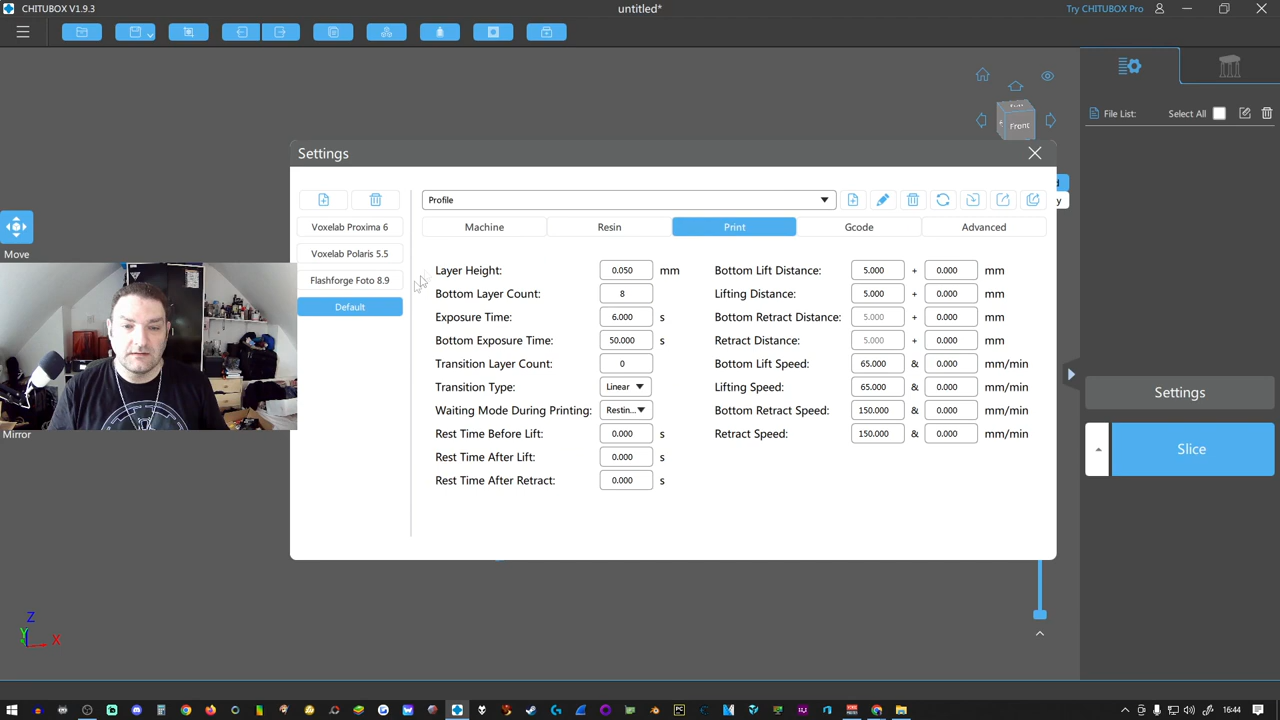 CHITUBOX V1.9.3
untitled*
Try CHITUBOX Pro
Front
File List:
Select All
Settings
Profile
Voxelab Proxima 6
Machine
Resin
Print
Gcode
Advanced
Voxelab Polaris 5.5
Flashforge Foto 8.9
Default
Move
Mirror
Layer Height: 0.050 mm
Bottom Layer Count: 8
Exposure Time: 6.000 s
Bottom Exposure Time: 50.000 s
Transition Layer Count: 0
Transition Type: Linear
Waiting Mode During Printing: Restin...
Rest Time Before Lift: 0.000 s
Rest Time After Lift: 0.000 s
Rest Time After Retract: 0.000 s
Bottom Lift Distance: 5.000 + 0.000 mm
Lifting Distance: 5.000 + 0.000 mm
Bottom Retract Distance: 5.000 + 0.000 mm
Retract Distance: 5.000 + 0.000 mm
Bottom Lift Speed: 65.000 & 0.000 mm/min
Lifting Speed: 65.000 & 0.000 mm/min
Bottom Retract Speed: 150.000 & 0.000 mm/min
Retract Speed: 150.000 & 0.000 mm/min
Settings
Slice
Z
Y
X
16:44